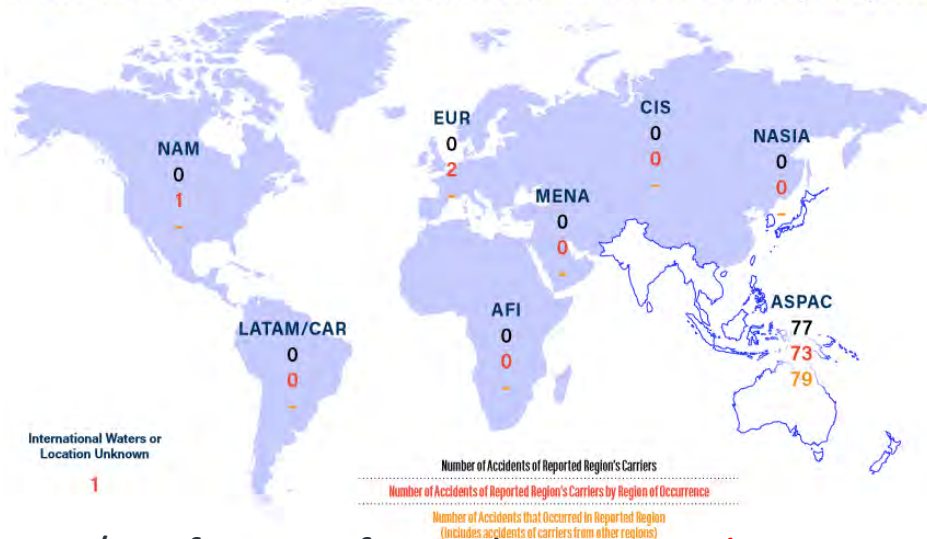 NAM
0
1
-
EUR
0
2
-
CIS
0
0
-
NASIA
0
0
-
MENA
0
0
-
ASPAC
77
73
79
AFI
0
0
-
LATAM/CAR
0
0
-
International Waters or
Location Unknown
1
Number of Accidents of Reported Region's Carriers
Number of Accidents of Reported Region's Carriers by Region of Occurrence
Number of Accidents that Occurred in Reported Region
(includes accidents of carriers from other regions)